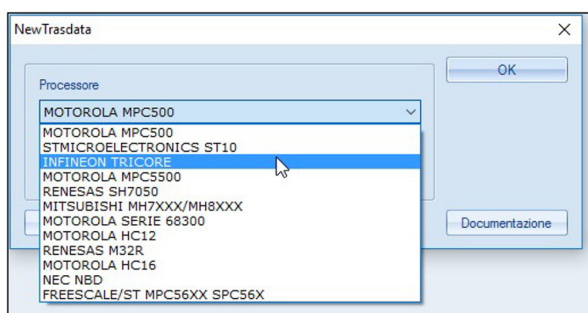 NewTrasdata
OK
Processore
MOTOROLA MPC500
MOTOROLA MPC500
STMICROELECTRONICS ST10
INFINEON TRICORE
MOTOROLA MPC5500
RENESAS SH7050
MITSUBISHI MH7XXX/MH8XXX
MOTOROLA SERIE 68300
MOTOROLA HC12
RENESAS M32R
MOTOROLA HC16
NEC NBD
FREESCALE/ST MPC56XX SPC56X
Documentazione